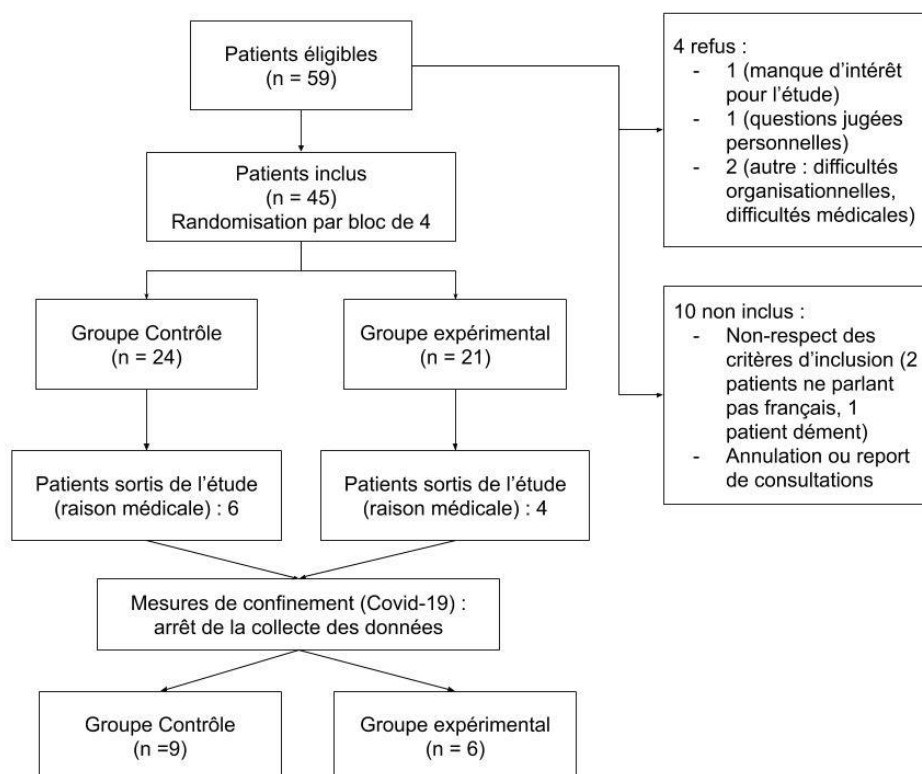 Patients éligibles
(n = 59)
4 refus :
- 1 (manque d'intérêt
pour l'étude)
- 1 (questions jugées
personnelles)
- 2 (autre : difficultés
organisationnelles,
difficultés médicales)
Patients inclus
(n = 45)
Randomisation par bloc de 4
10 non inclus :
- Non-respect des
critères d'inclusion (2
patients ne parlant
pas français, 1
patient dément)
- Annulation ou report
de consultations
Groupe Contrôle
(n = 24)
Groupe expérimental
(n = 21)
Patients sortis de l'étude
(raison médicale) : 6
Patients sortis de l'étude
(raison médicale) : 4
Mesures de confinement (Covid-19) :
arrêt de la collecte des données
Groupe Contrôle
(n =9)
Groupe expérimental
(n = 6)